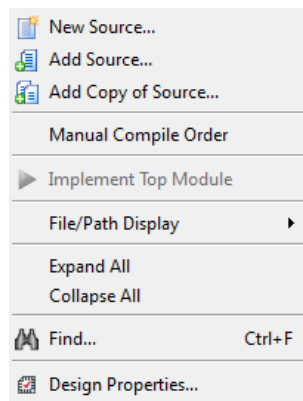 New Source...
Add Source...
Add Copy of Source...
Manual Compile Order
Implement Top Module
File/Path Display
Expand All
Collapse All
Find... Ctrl+F
Design Properties...